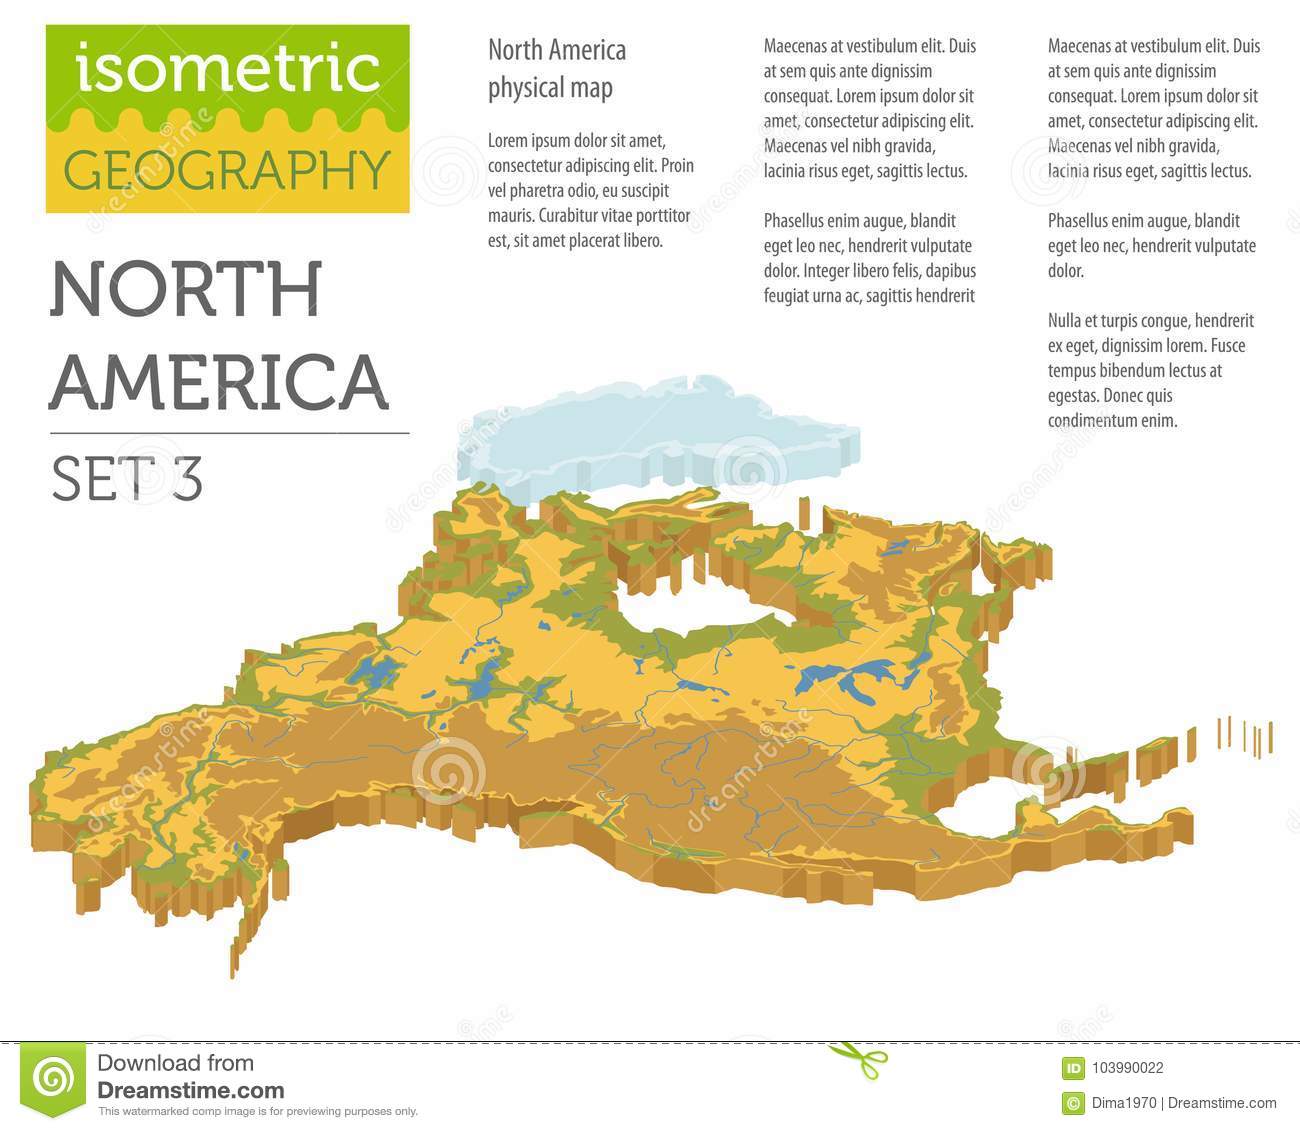 isometric
GEOGRAPHY
NORTH
AMERICA
SET 3
North America
physical map
Lorem ipsum dolor sit amet,
consectetur adipiscing elit. Proin
vel pharetra odio, eu suscipit
mauris. Curabitur vitae porttitor
est, sit amet placerat libero.
Maecenas at vestibulum elit. Duis
at sem quis ante dignissim
consequat. Lorem ipsum dolor sit
amet, consectetur adipiscing elit.
Maecenas vel nibh gravida,
lacinia risus eget, sagittis lectus.
Phasellus enim augue, blandit
eget leo nec, hendrerit vulputate
dolor. Integer libero felis, dapibus
feugiat urna ac, sagittis hendrerit
Maecenas at vestibulum elit. Duis
at sem quis ante dignissim
consequat. Lorem ipsum dolor sit
amet, consectetur adipiscing elit.
Maecenas vel nibh gravida,
lacinia risus eget, sagittis lectus.
Phasellus enim augue, blandit
eget leo nec, hendrerit vulputate
dolor.
Nulla et turpis congue, hendrerit
ex eget, dignissim lorem. Fusce
tempus bibendum lectus at
egestas. Donec quis
condimentum enim.
Download from
Dreamstime.com
This watermarked comp image is for previewing purposes only.
ID 103990022
© Dima1970 | Dreamstime.com